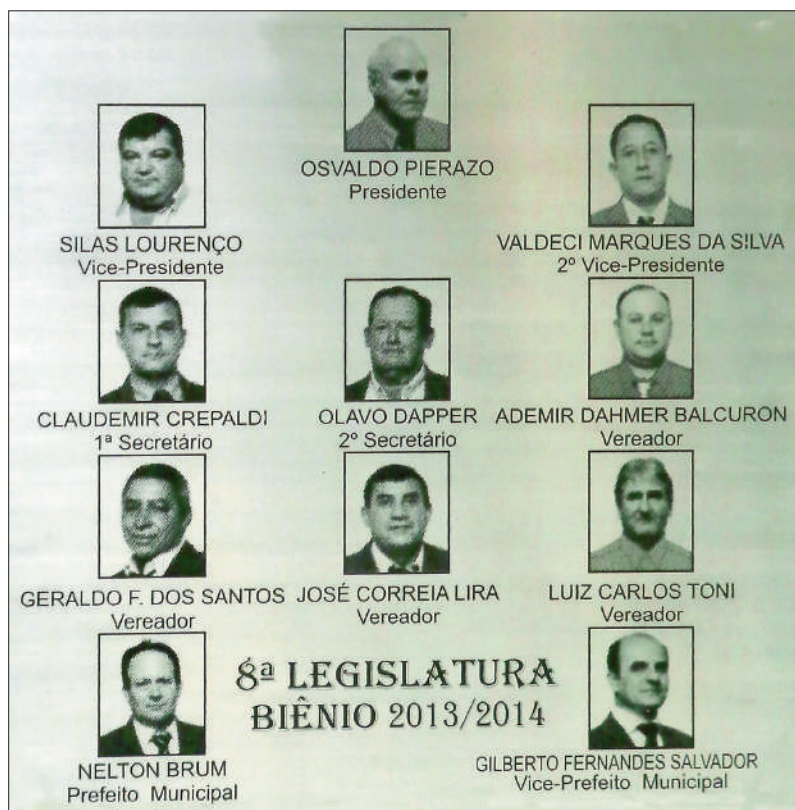 OSVALDO PIERAZO
Presidente
SILAS LOURENÇO
Vice-Presidente
VALDECI MARQUES DA SILVA
2º Vice-Presidente
CLAUDEMIR CREPALDI
1ª Secretário
OLAVO DAPPER
2º Secretário
ADEMIR DAHMER BALCURON
Vereador
GERALDO F. DOS SANTOS
Vereador
JOSÉ CORREIA LIRA
Vereador
LUIZ CARLOS TONI
Vereador
8ª LEGISLATURA
BIÊNIO 2013/2014
NELTON BRUM
Prefeito Municipal
GILBERTO FERNANDES SALVADOR
Vice-Prefeito Municipal